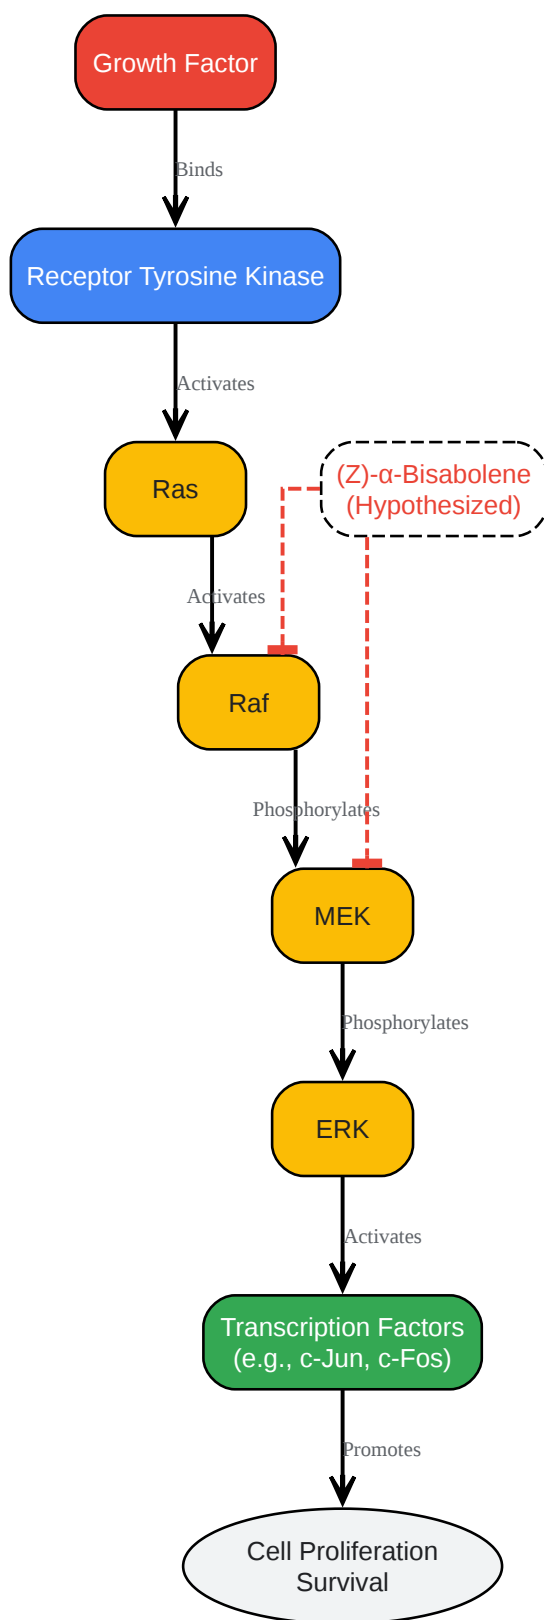 Growth Factor
Binds
Receptor Tyrosine Kinase
Activates
Ras
(Z)-α-Bisabolene
(Hypothesized)
Activates
Raf
Phosphorylates
MEK
Phosphorylates
ERK
Activates
Transcription Factors
(e.g., c-Jun, c-Fos)
Promotes
Cell Proliferation
Survival